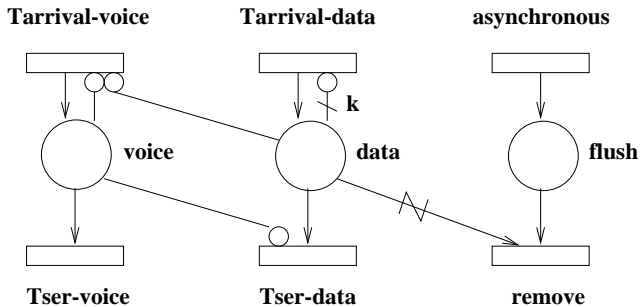 Tarrival-voice Tarrival-data asynchronous
k
voice data flush
Tser-voice Tser-data remove